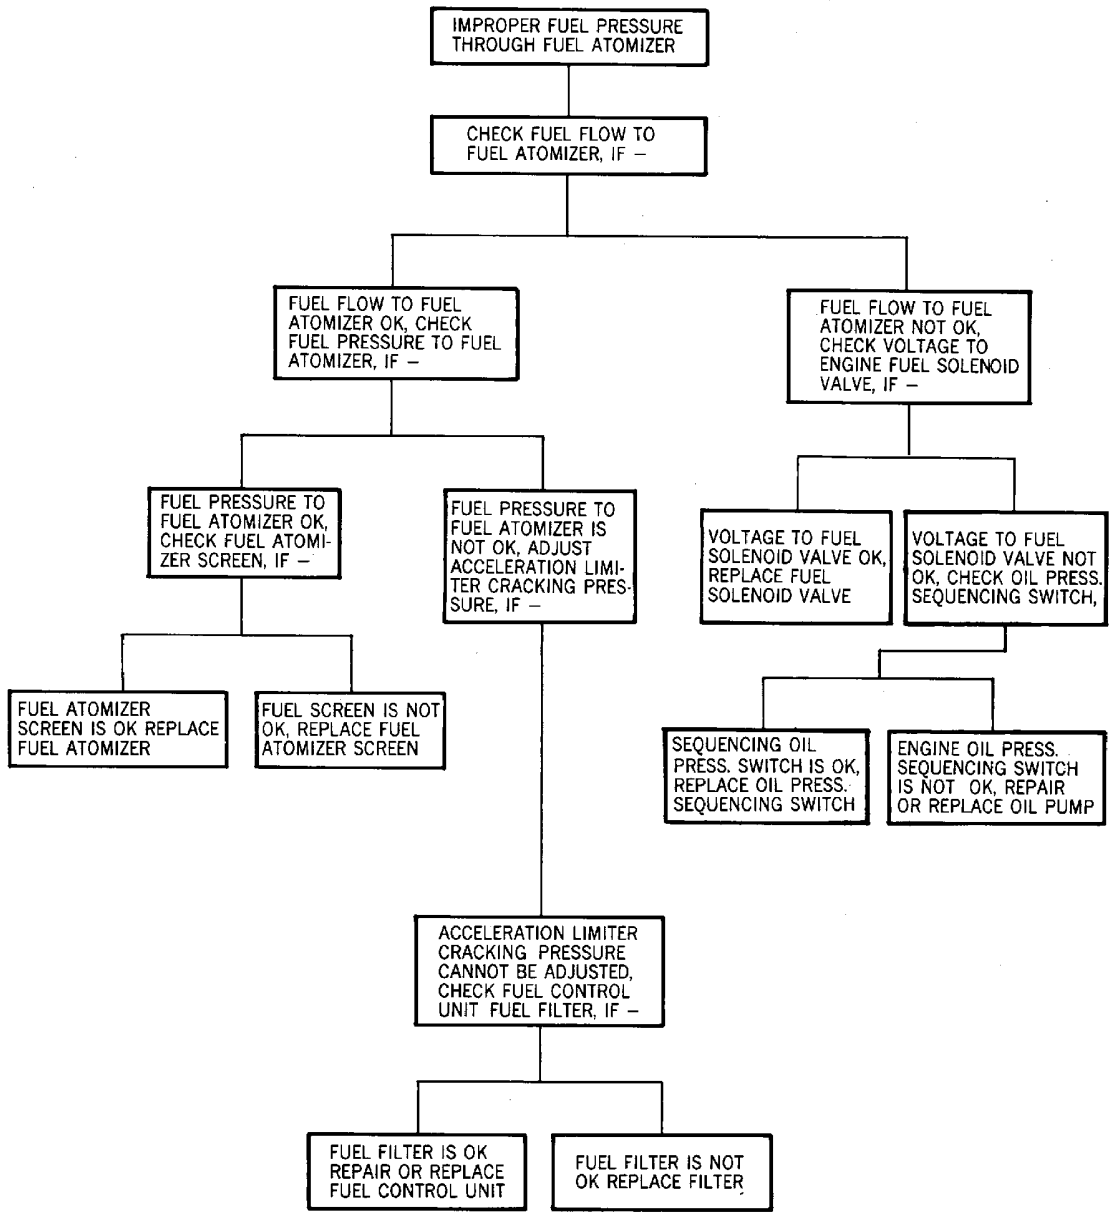 IMPROPER FUEL PRESSURE
THROUGH FUEL ATOMIZER
CHECK FUEL FLOW TO
FUEL ATOMIZER, IF –
FUEL FLOW TO FUEL
ATOMIZER OK, CHECK
FUEL PRESSURE TO FUEL
ATOMIZER, IF –
FUEL FLOW TO FUEL
ATOMIZER NOT OK,
CHECK VOLTAGE TO
ENGINE FUEL SOLENOID
VALVE, IF –
FUEL PRESSURE TO
FUEL ATOMIZER OK,
CHECK FUEL ATOMI-
ZER SCREEN, IF –
FUEL PRESSURE TO
FUEL ATOMIZER IS
NOT OK, ADJUST
ACCELERATION LIMI-
TER CRACKING PRES-
SURE, IF –
VOLTAGE TO FUEL
SOLENOID VALVE OK,
REPLACE FUEL
SOLENOID VALVE
VOLTAGE TO FUEL
SOLENOID VALVE NOT
OK, CHECK OIL PRESS.
SEQUENCING SWITCH,
FUEL ATOMIZER
SCREEN IS OK REPLACE
FUEL ATOMIZER
FUEL SCREEN IS NOT
OK, REPLACE FUEL
ATOMIZER SCREEN
SEQUENCING OIL
PRESS. SWITCH IS OK,
REPLACE OIL PRESS.
SEQUENCING SWITCH
ENGINE OIL PRESS.
SEQUENCING SWITCH
IS NOT OK, REPAIR
OR REPLACE OIL PUMP
ACCELERATION LIMITER
CRACKING PRESSURE
CANNOT BE ADJUSTED,
CHECK FUEL CONTROL
UNIT FUEL FILTER, IF –
FUEL FILTER IS OK
REPAIR OR REPLACE
FUEL CONTROL UNIT
FUEL FILTER IS NOT
OK REPLACE FILTER